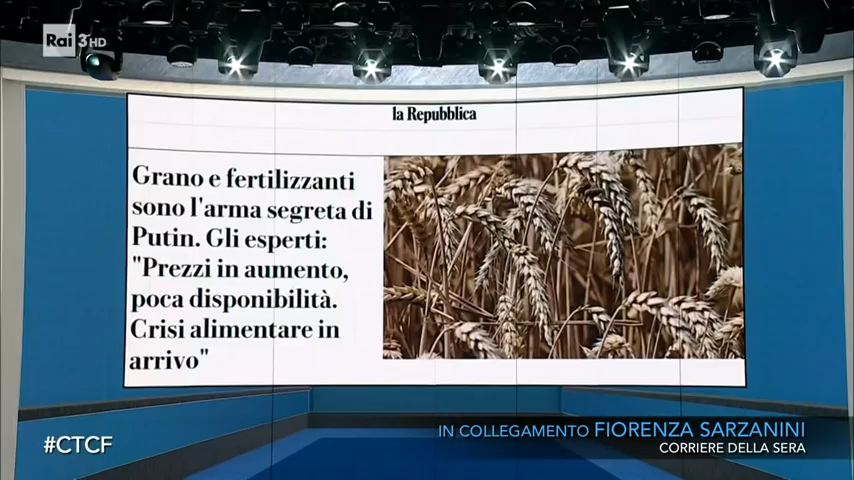 Rai 3HD
la Repubblica
Grano e fertilizzanti
sono l'arma segreta di
Putin. Gli esperti:
"Prezzi in aumento,
poca disponibilità.
Crisi alimentare in
arrivo"
#CTCF
IN COLLEGAMENTO FIORENZA SARZANINI
CORRIERE DELLA SERA